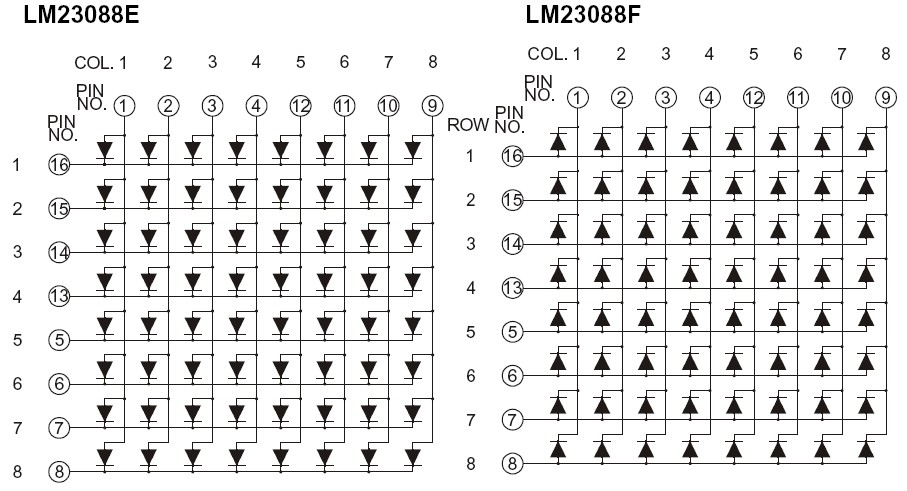 LM23088E
COL. 1 2 3 4 5 6 7 8
PIN
NO.
1 2 3 4 12 11 10 9
PIN
NO.
1 16
2 15
3 14
4 13
5 5
6 6
7 7
8 8
LM23088F
COL. 1 2 3 4 5 6 7 8
PIN
NO.
1 2 3 4 12 11 10 9
ROW PIN
NO.
1 16
2 15
3 14
4 13
5 5
6 6
7 7
8 8